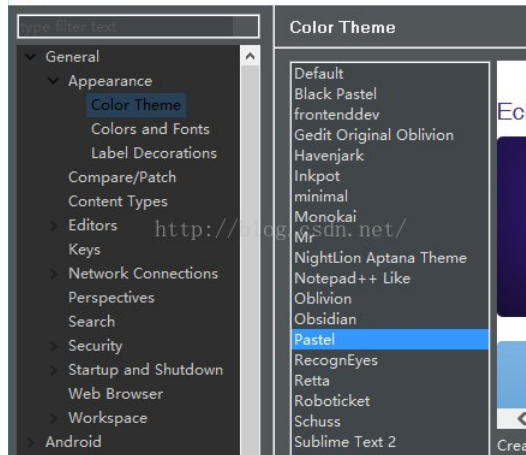 type filter text
General
Appearance
Color Theme
Colors and Fonts
Label Decorations
Compare/Patch
Content Types
Editors
Keys
Network Connections
Perspectives
Search
Security
Startup and Shutdown
Web Browser
Workspace
Android
Color Theme
Default
Black Pastel
frontenddev
Gedit Original Oblivion
Havenjark
Inkpot
minimal
Monokai
Mr
NightLion Aptana Theme
Notepad++ Like
Oblivion
Obsidian
Pastel
RecognEyes
Retta
Roboticket
Schuss
Sublime Text 2
Ec
Crea
http://blog.csdn.net/